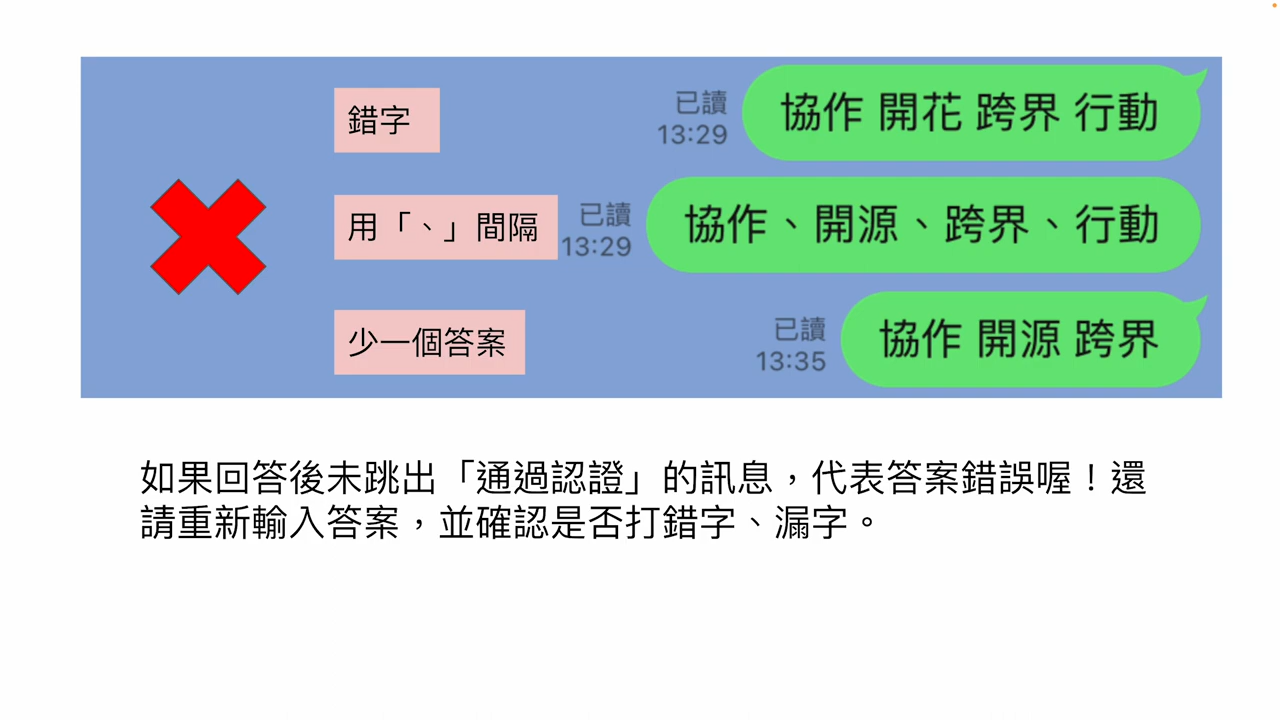 錯字
已讀
13:29
協作 開花 跨界 行動
用「、」間隔
已讀
13:29
協作、開源、跨界、行動
少一個答案
已讀
13:35
協作 開源 跨界
如果回答後未跳出「通過認證」的訊息，代表答案錯誤喔！還
請重新輸入答案，並確認是否打錯字、漏字。